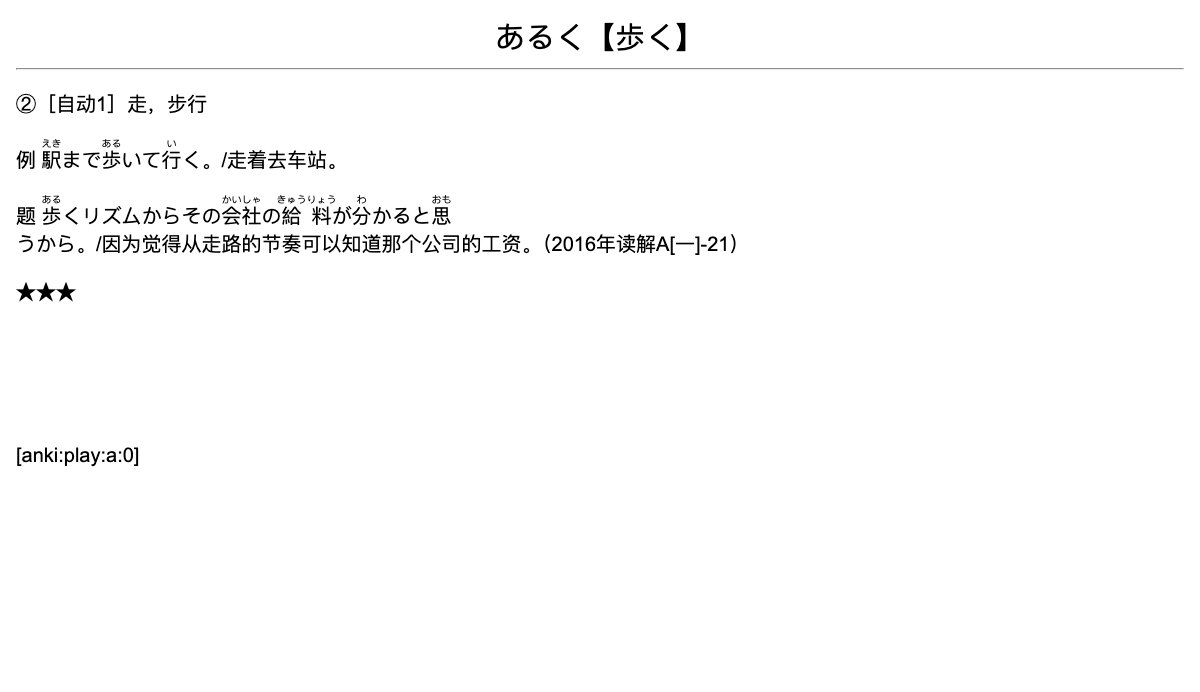 あるく【歩く】
②［自动1］走，步行
例 駅まで歩いて行く。/走着去车站。
题 歩くリズムからその会社の給料が分かると思
うから。/因为觉得从走路的节奏可以知道那个公司的工资。（2016年读解A[一]-21）
★★★
[anki:play:a:0]